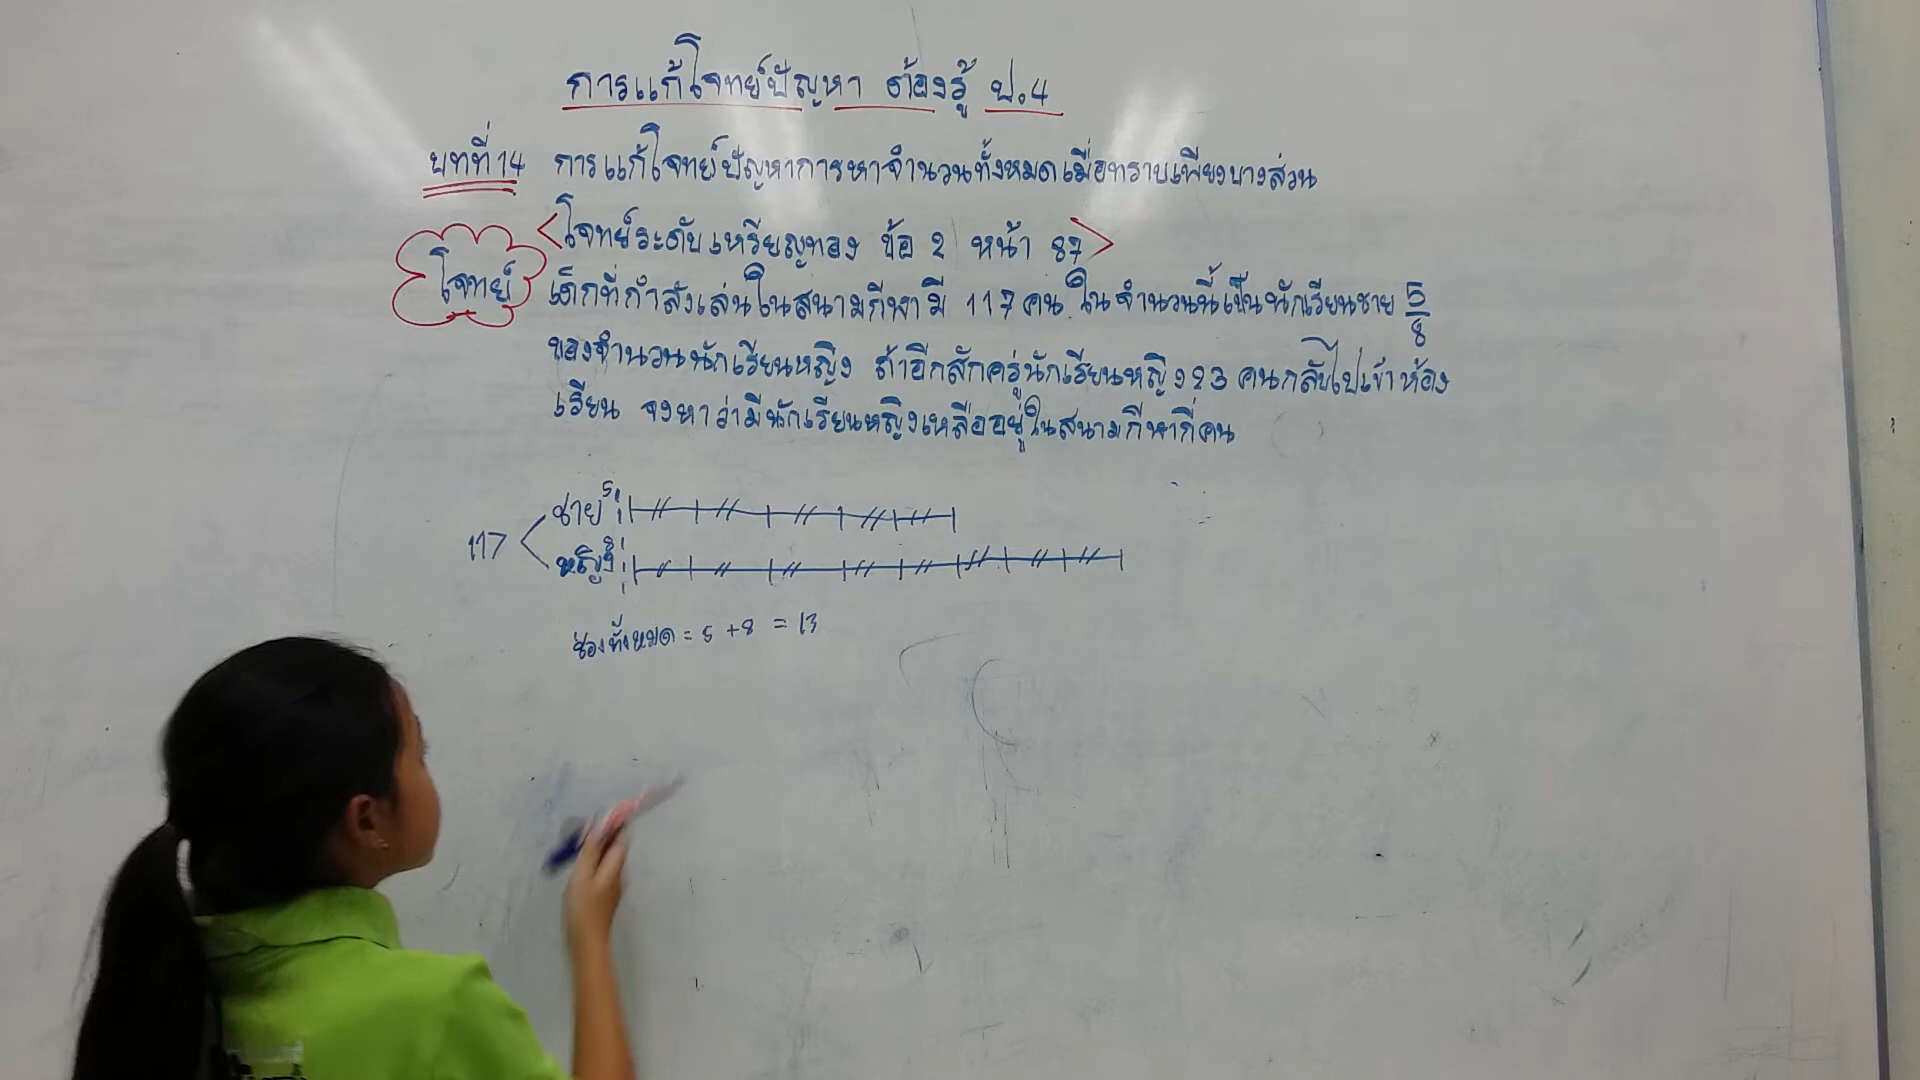 การแก้โจทย์ปัญหา ต้องรู้ ป.4
บทที่ 14 การแก้โจทย์ปัญหาการหาจำนวนทั้งหมดเมื่อทราบเพียงบางส่วน
<โจทย์ระดับเหรียญทอง ข้อ 2 หน้า 87>
โจทย์ เด็กที่กำลังเล่นในสนามกีฬามี 117 คน ในจำนวนนี้เป็นนักเรียนชาย 5/8
ของจำนวนนักเรียนหญิง ถ้าอีกสักครู่นักเรียนหญิง 23 คนกลับไปเข้าห้อง
เรียน จงหาว่ามีนักเรียนหญิงเหลืออยู่ในสนามกีฬากี่คน
ชาย 5
117
หญิง 8
ช่องทั้งหมด = 5 + 8 = 13